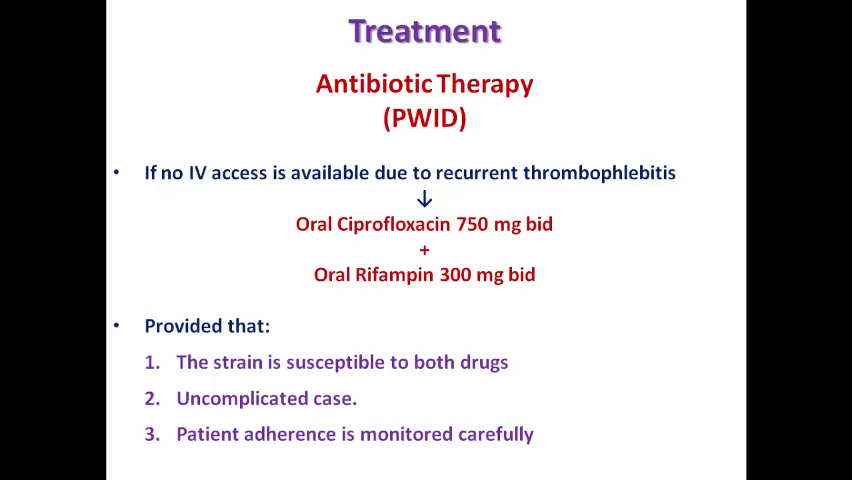 Treatment
Antibiotic Therapy
(PWID)
• If no IV access is available due to recurrent thrombophlebitis
↓
Oral Ciprofloxacin 750 mg bid
+
Oral Rifampin 300 mg bid
• Provided that:
1. The strain is susceptible to both drugs
2. Uncomplicated case.
3. Patient adherence is monitored carefully